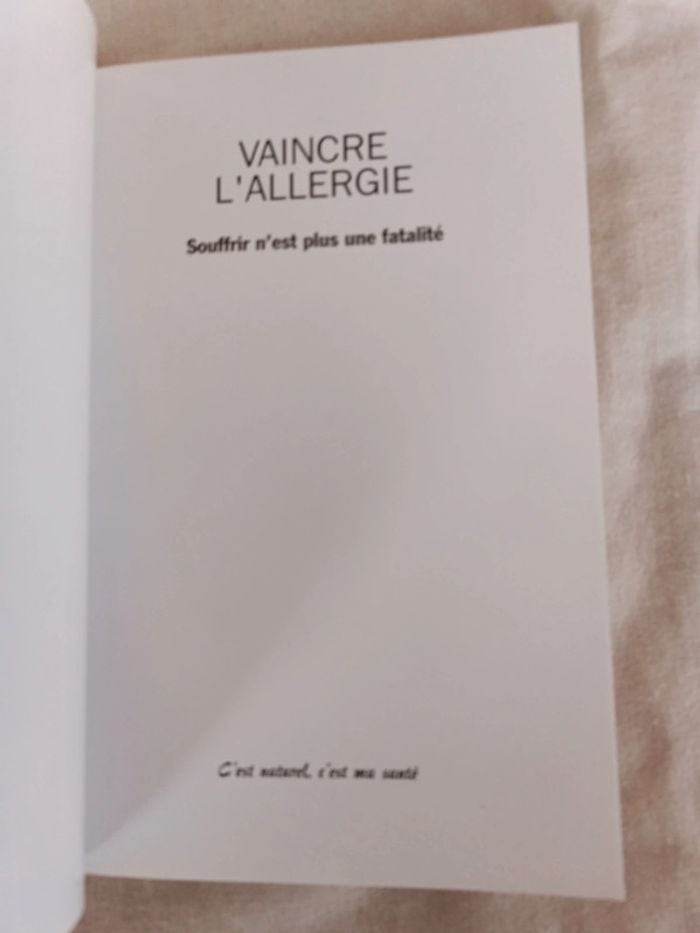 VAINCRE
L'ALLERGIE
Souffrir n'est plus une fatalité
C'est naturel, c'est ma santé